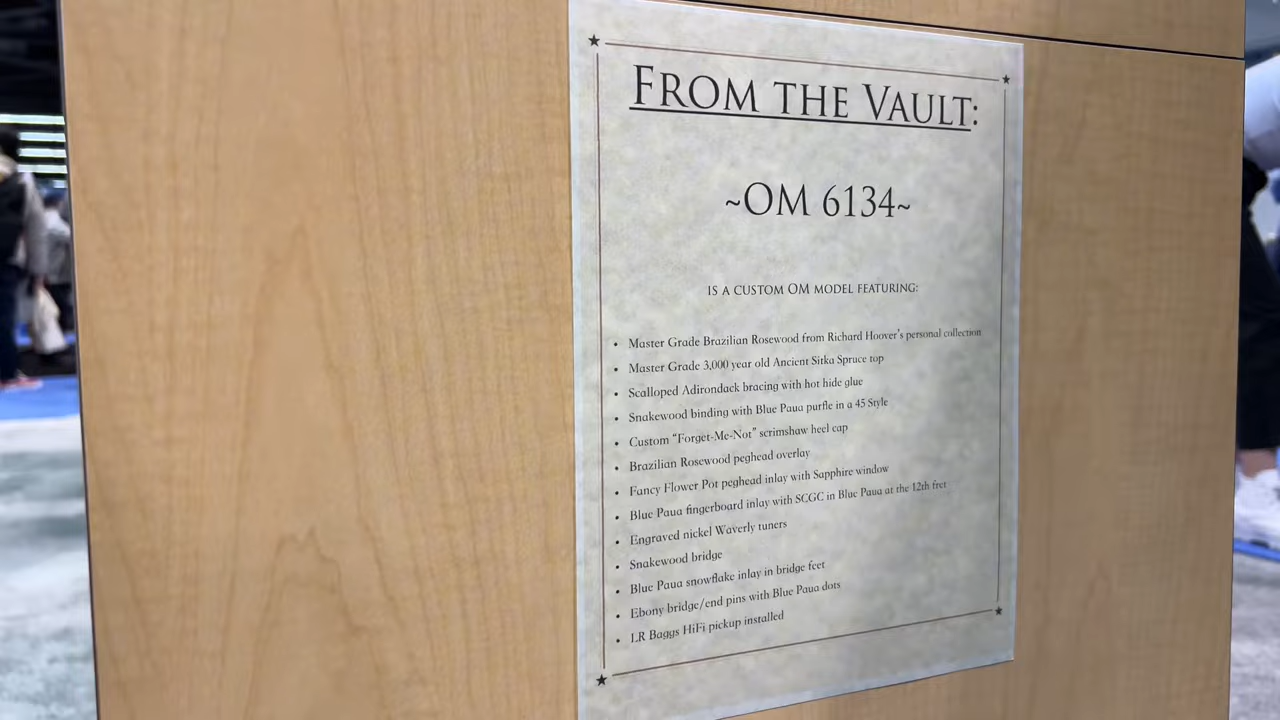 FROM THE VAULT:
~OM 6134~
IS A CUSTOM OM MODEL FEATURING:
• Master Grade Brazilian Rosewood from Richard Hoover's personal collection
• Master Grade 3,000 year old Ancient Sitka Spruce top
• Scalloped Adirondack bracing with hot hide glue
• Snakewood binding with Blue Paua purfle in a 45 Style
• Custom "Forget-Me-Not" scrimshaw heel cap
• Brazilian Rosewood peghead overlay
• Fancy Flower Pot peghead inlay with Sapphire window
• Blue Paua fingerboard inlay with SCGC in Blue Paua at the 12th fret
• Engraved nickel Waverly tuners
• Snakewood bridge
• Blue Paua snowflake inlay in bridge feet
• Ebony bridge/end pins with Blue Paua dots
• LR Baggs HiFi pickup installed